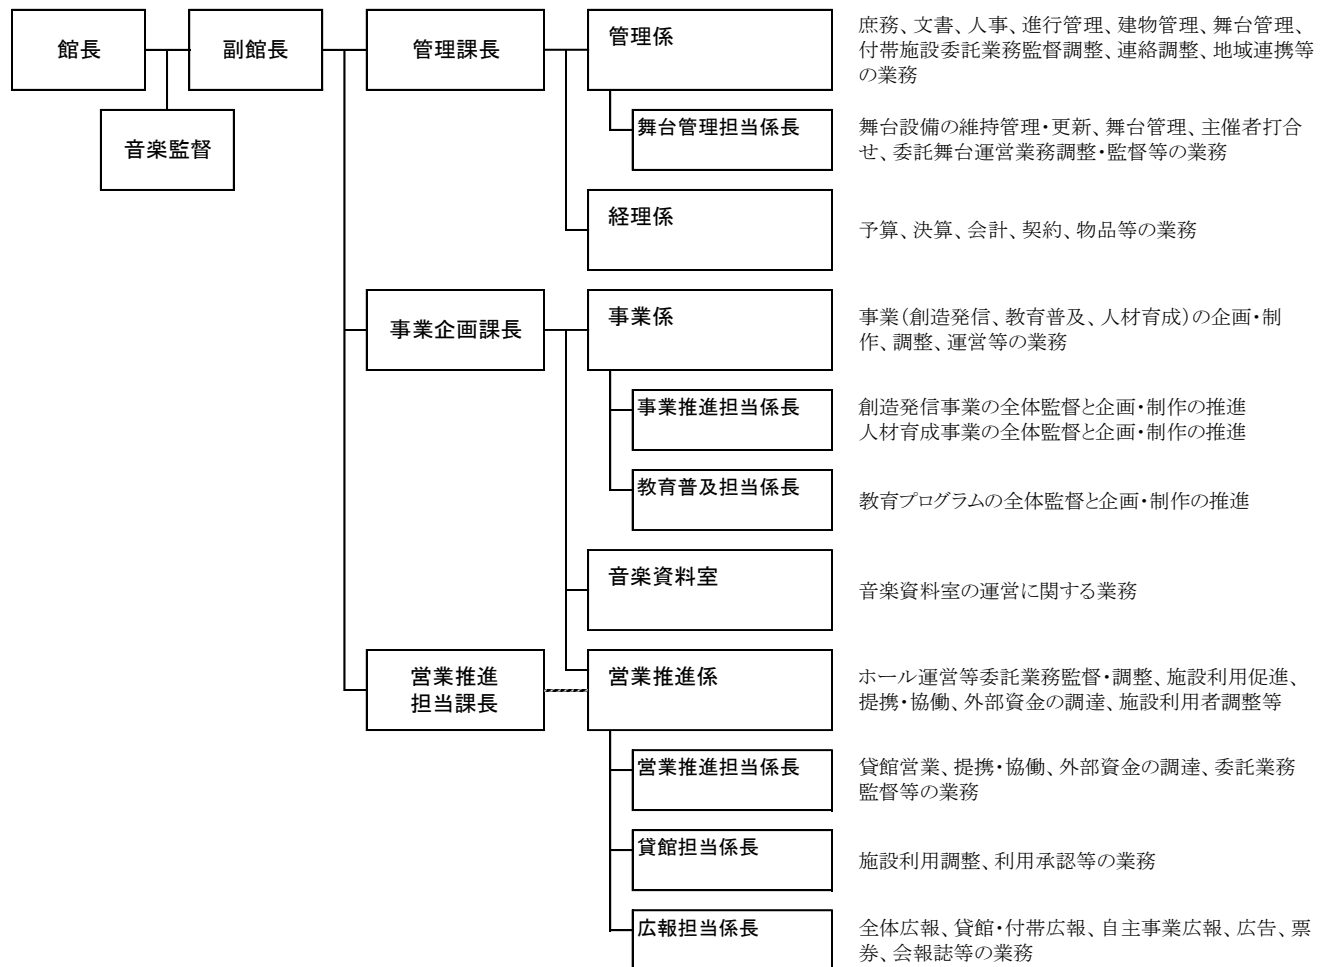 館長
副館長
音楽監督
管理課長
管理係
庶務、文書、人事、進行管理、建物管理、舞台管理、
付帯施設委託業務監督調整、連絡調整、地域連携等
の業務
舞台管理担当係長
舞台設備の維持管理・更新、舞台管理、主催者打合
せ、委託舞台運営業務調整・監督等の業務
経理係
予算、決算、会計、契約、物品等の業務
事業企画課長
事業係
事業（創造発信、教育普及、人材育成）の企画・制
作、調整、運営等の業務
事業推進担当係長
創造発信事業の全体監督と企画・制作の推進
人材育成事業の全体監督と企画・制作の推進
教育普及担当係長
教育プログラムの全体監督と企画・制作の推進
音楽資料室
音楽資料室の運営に関する業務
営業推進
担当課長
営業推進係
ホール運営等委託業務監督・調整、施設利用促進、
提携・協働、外部資金の調達、施設利用者調整等
営業推進担当係長
貸館営業、提携・協働、外部資金の調達、委託業務
監督等の業務
貸館担当係長
施設利用調整、利用承認等の業務
広報担当係長
全体広報、貸館・付帯広報、自主事業広報、広告、票
券、会報誌等の業務